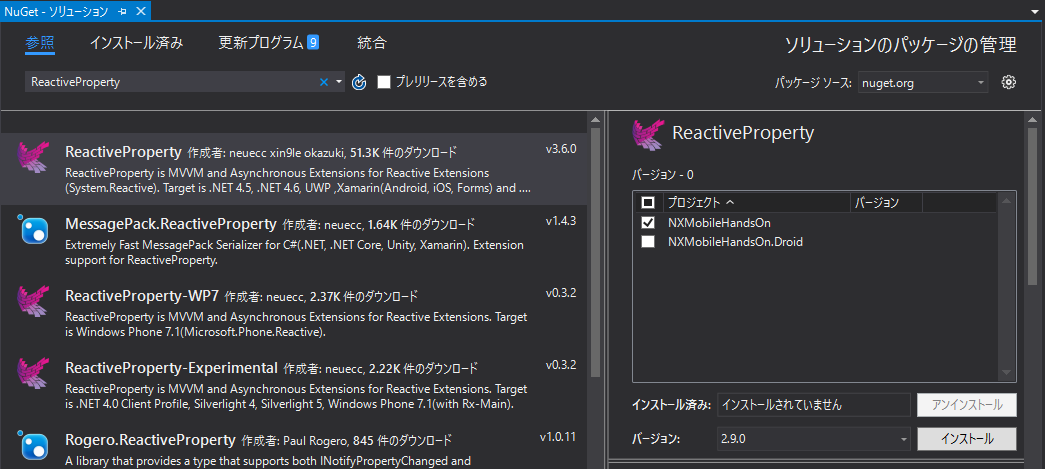 NuGet - ソリューション
参照 インストール済み 更新プログラム 9 統合
ソリューションのパッケージの管理
ReactiveProperty
プレリリースを含める
パッケージ ソース: nuget.org
ReactiveProperty 作成者: neuecc xin9le okazuki, 51.3K 件のダウンロード v3.6.0
ReactiveProperty is MVVM and Asynchronous Extensions for Reactive Extensions
(System.Reactive). Target is .NET 4.5, .NET 4.6, UWP ,Xamarin(Android, iOS, Forms) and ....
MessagePack.ReactiveProperty 作成者: neuecc, 1.64K 件のダウンロード v1.4.3
Extremely Fast MessagePack Serializer for C#(.NET, .NET Core, Unity, Xamarin). Extension
support for ReactiveProperty.
ReactiveProperty-WP7 作成者: neuecc, 2.37K 件のダウンロード v0.3.2
ReactiveProperty is MVVM and Asynchronous Extensions for Reactive Extensions. Target
is Windows Phone 7.1(Microsoft.Phone.Reactive).
ReactiveProperty-Experimental 作成者: neuecc, 2.22K 件のダウンロード v0.3.2
ReactiveProperty is MVVM and Asynchronous Extensions for Reactive Extensions. Target
is .NET 4.0 Client Profile, Silverlight 4, Silverlight 5, Windows Phone 7.1(with Rx-Main).
Rogero.ReactiveProperty 作成者: Paul Rogero, 845 件のダウンロード v1.0.11
A library that provides a type that supports both INotifyPropertyChanged and
ReactiveProperty
バージョン - 0
プロジェクト バージョン
NXMobileHandsOn
NXMobileHandsOn.Droid
インストール済み: インストールされていません アンインストール
バージョン: 2.9.0 インストール